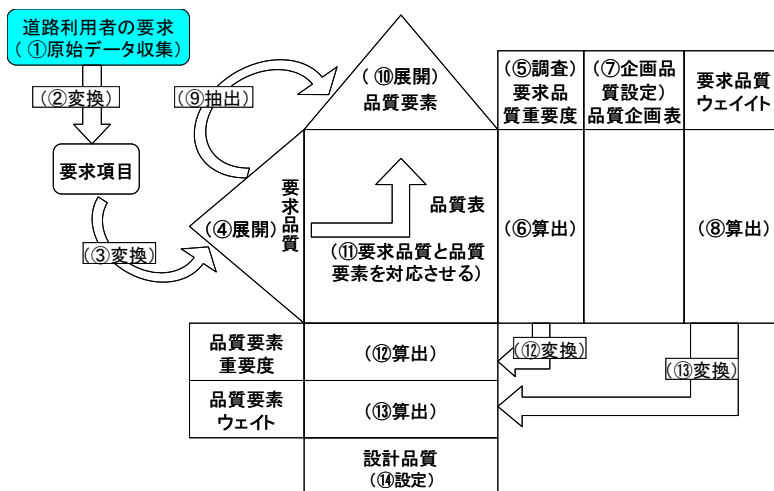 道路利用者の要求
(①原始データ収集)
(②変換)
要求項目
(③変換)
(④展開)
要求品質
(⑨抽出)
(⑩展開)
品質要素
(⑤調査)
要求品
質重要度
(⑦企画品
質設定)
品質企画表
要求品質
ウェイイト
品質表
(⑪要求品質と品質
要素を対応させる)
(⑥算出)
(⑧算出)
品質要素
重要度
(⑫算出)
(⑫変換)
(⑬変換)
品質要素
ウェイト
(⑬算出)
設計品質
(⑭設定)